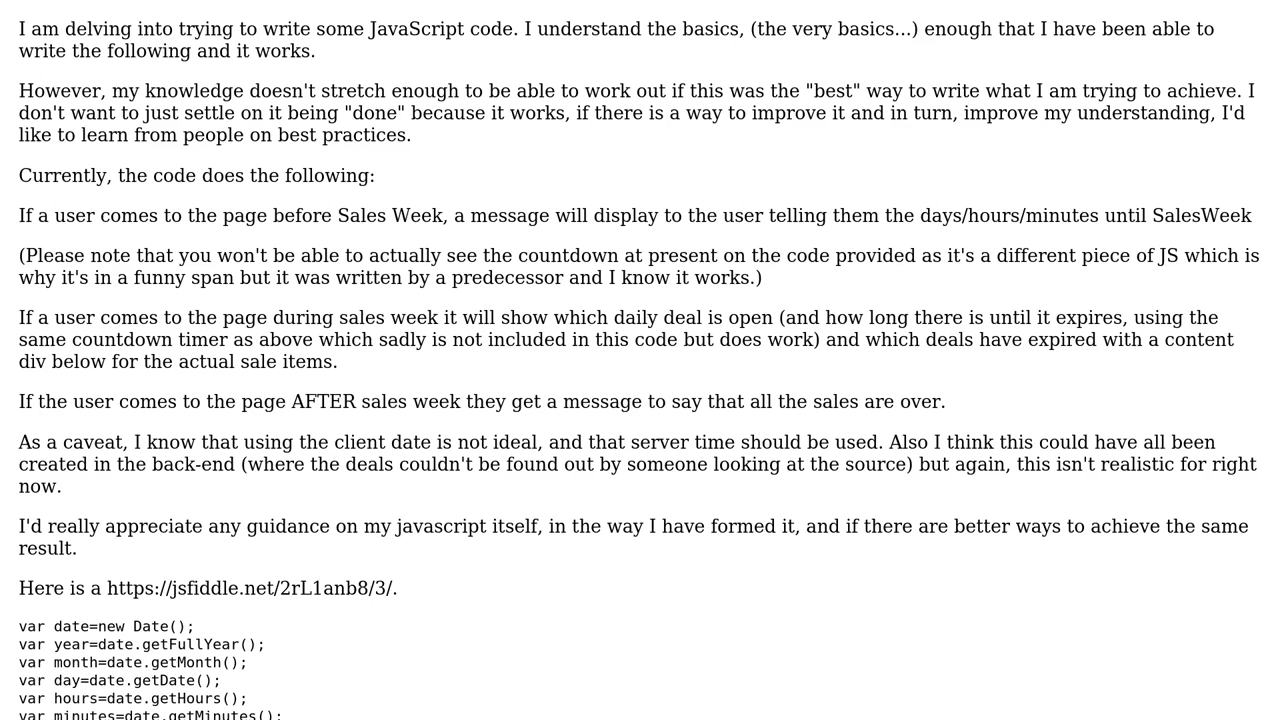 I am delving into trying to write some JavaScript code. I understand the basics, (the very basics...) enough that I have been able to
write the following and it works.
However, my knowledge doesn't stretch enough to be able to work out if this was the "best" way to write what I am trying to achieve. I
don't want to just settle on it being "done" because it works, if there is a way to improve it and in turn, improve my understanding, I'd
like to learn from people on best practices.
Currently, the code does the following:
If a user comes to the page before Sales Week, a message will display to the user telling them the days/hours/minutes until SalesWeek
(Please note that you won't be able to actually see the countdown at present on the code provided as it's a different piece of JS which is
why it's in a funny span but it was written by a predecessor and I know it works.)
If a user comes to the page during sales week it will show which daily deal is open (and how long there is until it expires, using the
same countdown timer as above which sadly is not included in this code but does work) and which deals have expired with a content
div below for the actual sale items.
If the user comes to the page AFTER sales week they get a message to say that all the sales are over.
As a caveat, I know that using the client date is not ideal, and that server time should be used. Also I think this could have all been
created in the back-end (where the deals couldn't be found out by someone looking at the source) but again, this isn't realistic for right
now.
I'd really appreciate any guidance on my javascript itself, in the way I have formed it, and if there are better ways to achieve the same
result.
Here is a https://jsfiddle.net/2rL1anb8/3/.
var date=new Date();
var year=date.getFullYear();
var month=date.getMonth();
var day=date.getDate();
var hours=date.getHours();
var minutes=date.getMinutes();